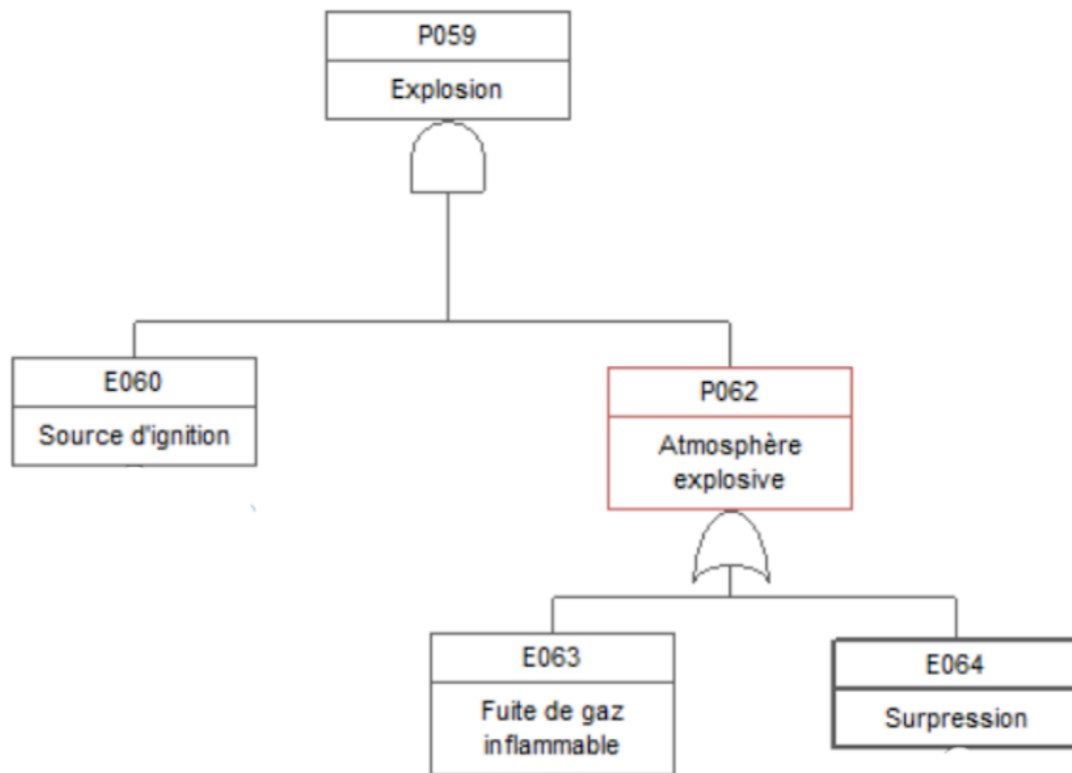 P059
Explosion
E060
Source d'ignition
P062
Atmosphère
explosive
E063
Fuite de gaz
inflammable
E064
Surpression